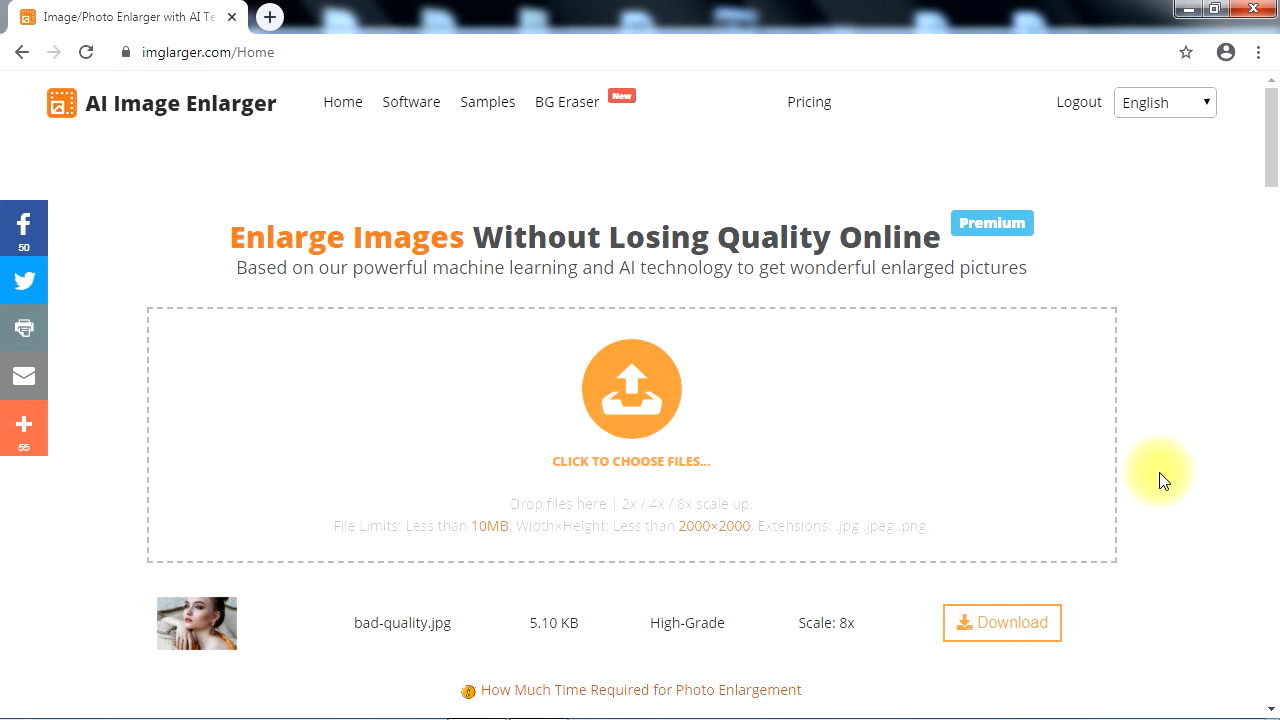 Image/Photo Enlarger with AI Te
imglarger.com/Home
AI Image Enlarger
Home Software Samples BG Eraser New Pricing Logout English
Premium
Enlarge Images Without Losing Quality Online
Based on our powerful machine learning and AI technology to get wonderful enlarged pictures
50
CLICK TO CHOOSE FILES...
55
Drop files here | 2x / 4x / 8x scale up.
File Limits: Less than 10MB. Width×Height: Less than 2000×2000, Extensions: .jpg .jpeg .png.
bad-quality.jpg 5.10 KB High-Grade Scale: 8x Download
How Much Time Required for Photo Enlargement